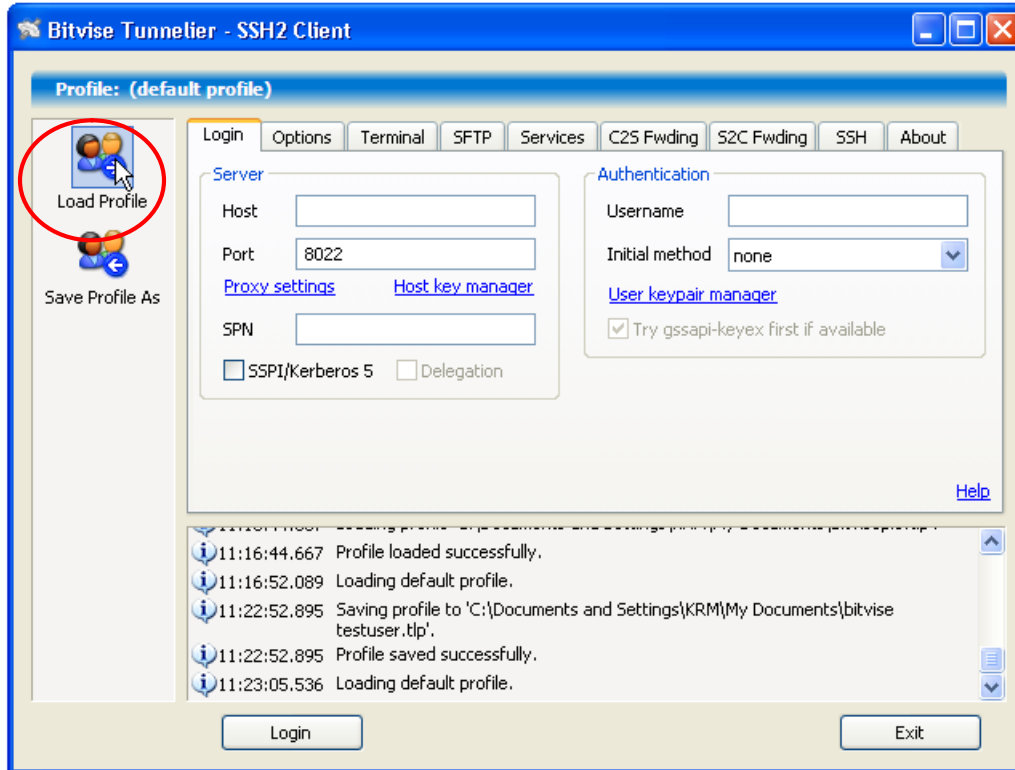 Bitvise Tunnelier - SSH2 Client
Profile: (default profile)
Load Profile
Save Profile As
Login Options Terminal SFTP Services C2S Fwding S2C Fwding SSH About
Server
Host
Port 8022
Proxy settings Host key manager
SPN
SSPI/Kerberos 5 Delegation
Authentication
Username
Initial method none
User keypair manager
Try gssapi-keyex first if available
Help
11:16:44.667 Profile loaded successfully.
11:16:52.089 Loading default profile.
11:22:52.895 Saving profile to 'C:\Documents and Settings\KRM\My Documents\bitvise
testuser.tlp'.
11:22:52.895 Profile saved successfully.
11:23:05.536 Loading default profile.
Login Exit